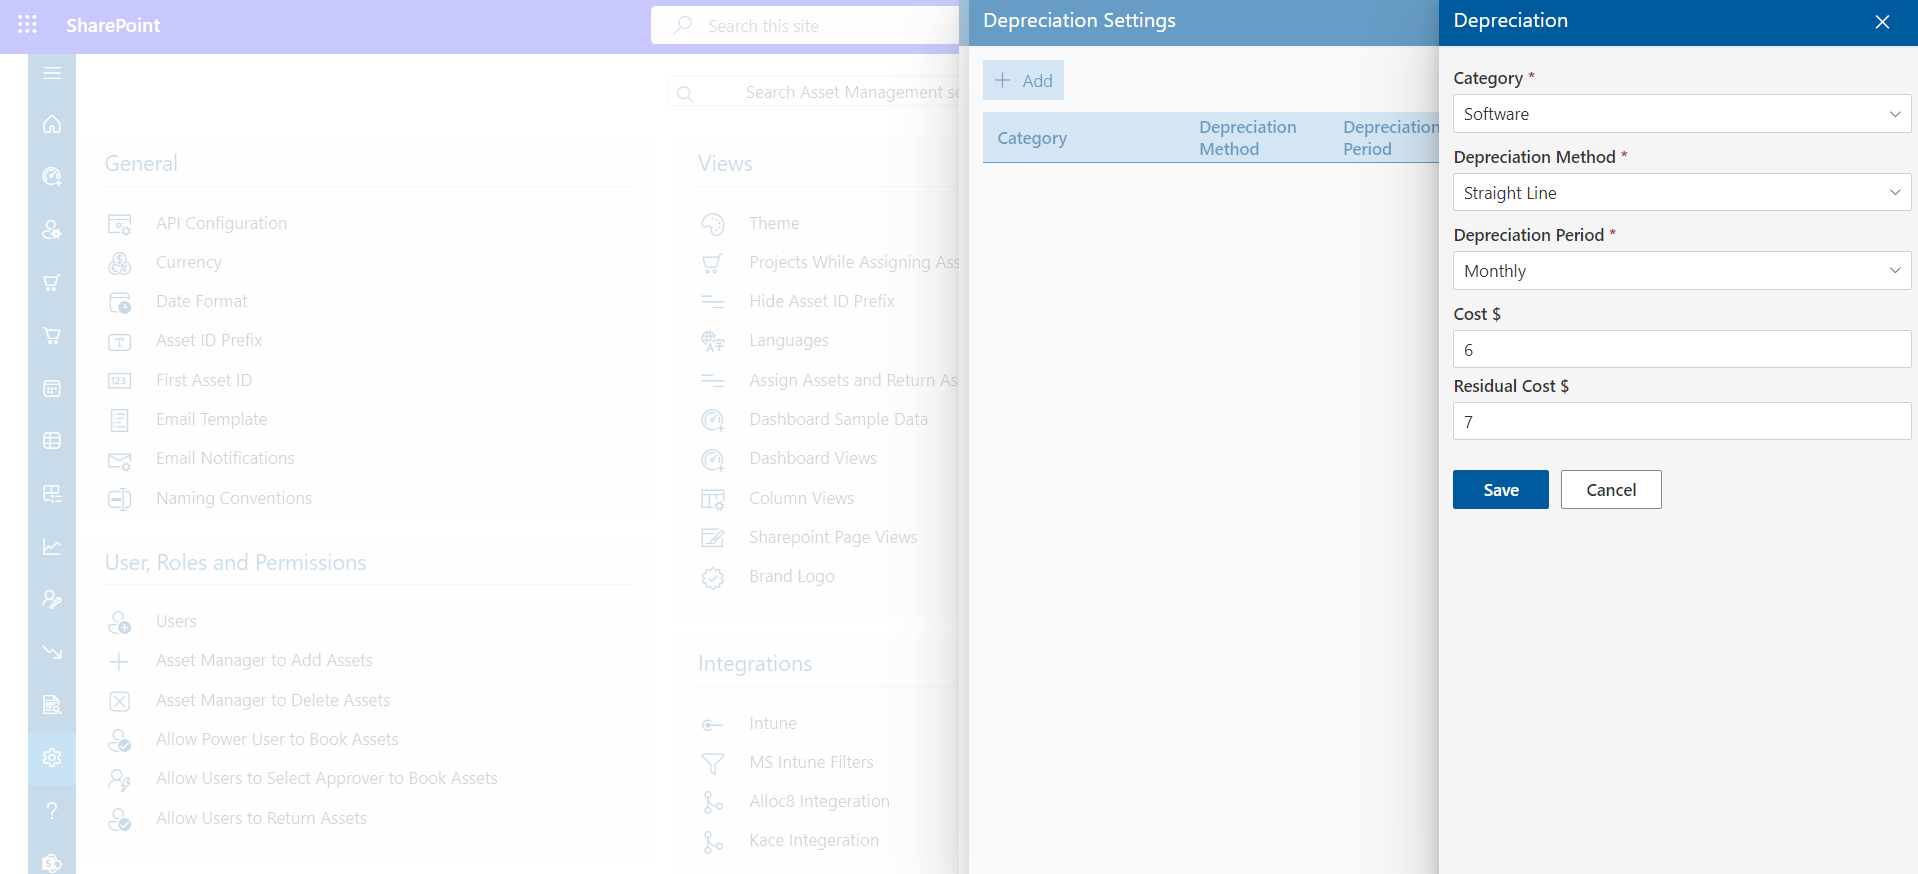 SharePoint
Search this site
Search Asset Management se
General
API Configuration
Currency
Date Format
Asset ID Prefix
First Asset ID
Email Template
Email Notifications
Naming Conventions
User, Roles and Permissions
Users
Asset Manager to Add Assets
Asset Manager to Delete Assets
Allow Power User to Book Assets
Allow Users to Select Approver to Book Assets
Allow Users to Return Assets
Views
Theme
Projects While Assigning Ass
Hide Asset ID Prefix
Languages
Assign Assets and Return As
Dashboard Sample Data
Dashboard Views
Column Views
Sharepoint Page Views
Brand Logo
Integrations
Intune
MS Intune Filters
Alloc8 Integeration
Kace Integeration
Depreciation Settings
Add
Category
Depreciation
Method
Depreciation
Period
Depreciation
Category *
Software
Depreciation Method *
Straight Line
Depreciation Period *
Monthly
Cost $
6
Residual Cost $
7
Save
Cancel